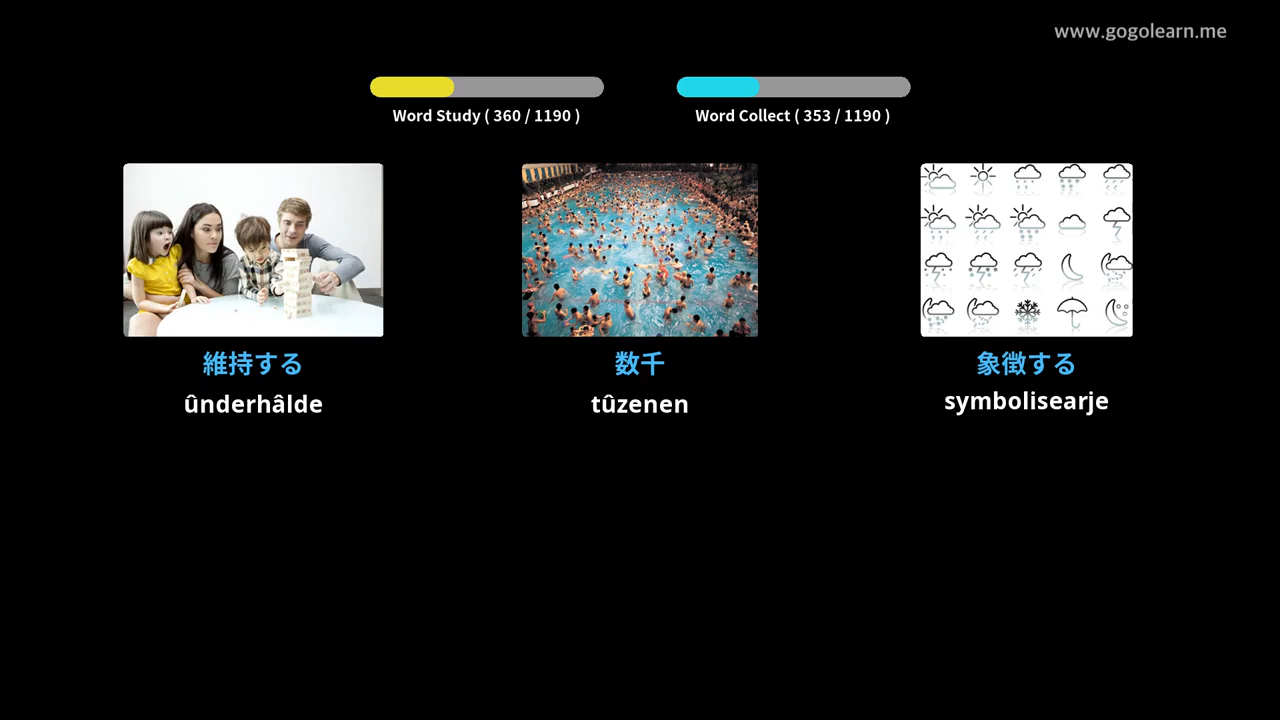 www.gogolearn.me
Word Study ( 360 / 1190 )
Word Collect ( 353 / 1190 )
維持する
ûnderhâlde
数千
tûzenen
象徴する
symbolisearje